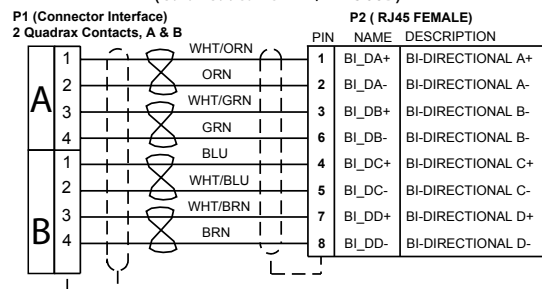 P1 (Connector Interface)
2 Quadrax Contacts, A & B
P2 ( RJ45 FEMALE)
PIN NAME DESCRIPTION
A
1 WHT/ORN 1 BI_DA+ BI-DIRECTIONAL A+
2 ORN 2 BI_DA- BI-DIRECTIONAL A-
3 WHT/GRN 3 BI_DB+ BI-DIRECTIONAL B-
4 GRN 6 BI_DB- BI-DIRECTIONAL B-
B
1 BLU 4 BI_DC+ BI-DIRECTIONAL C+
2 WHT/BLU 5 BI_DC- BI-DIRECTIONAL C-
3 WHT/BRN 7 BI_DD+ BI-DIRECTIONAL D+
4 BRN 8 BI_DD- BI-DIRECTIONAL D-